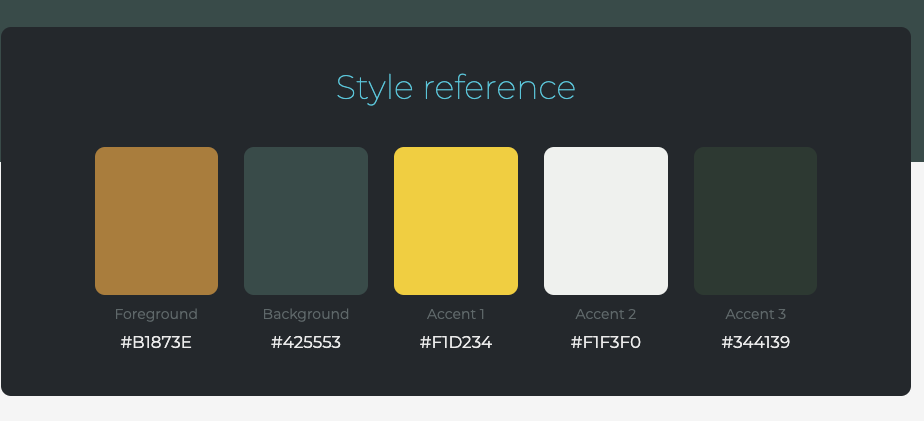 Style reference
Foreground Background Accent 1 Accent 2 Accent 3
#B1873E #425553 #F1D234 #F1F3F0 #344139